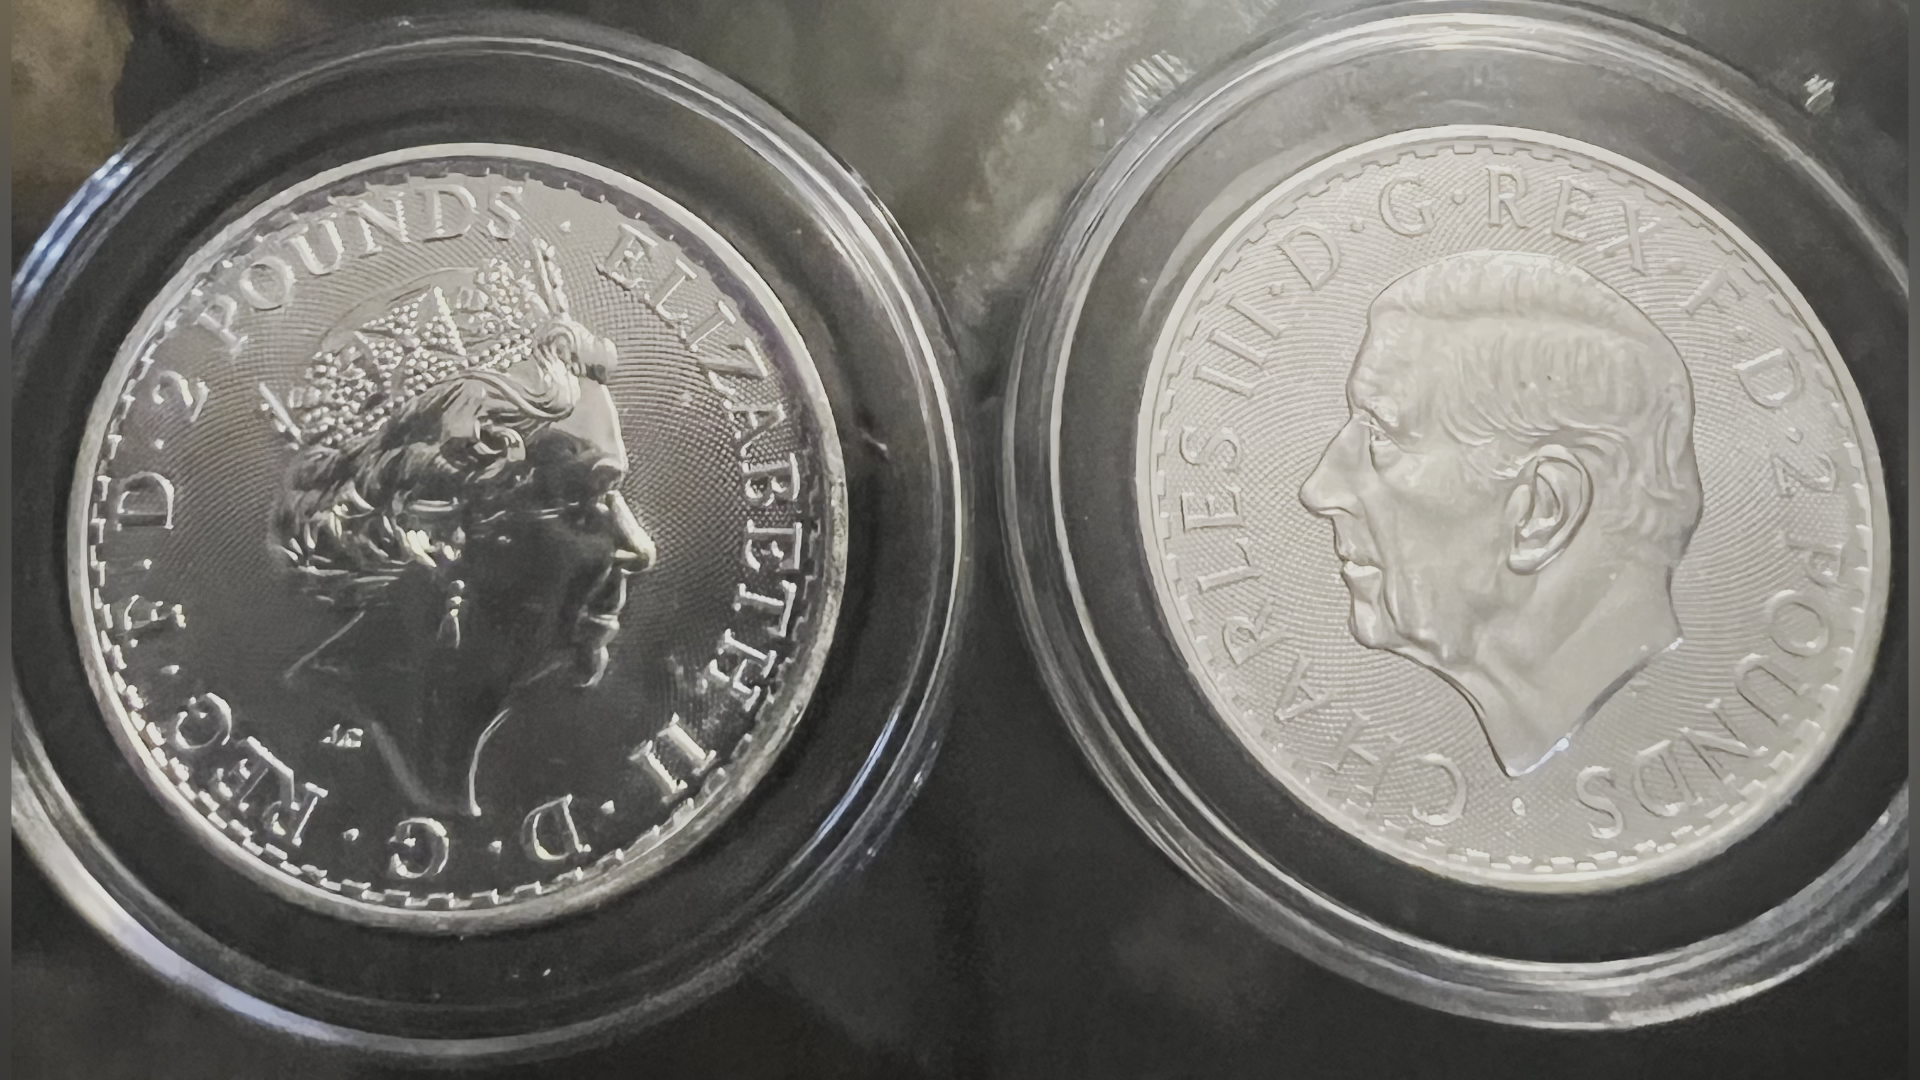 ELIZABETH II · D · G · REG · F · D · 2 POUNDS ·
CHARLES III · D · G · REX · F · D · 2 POUNDS ·